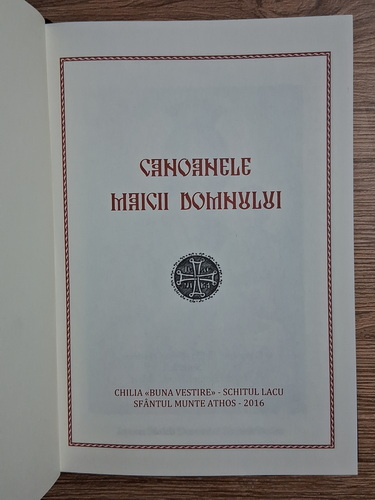 CANOANELE
MAICII DOMNULUI
CHILIA «BUNA VESTIRE» - SCHITUL LACU
SFÂNTUL MUNTE ATHOS - 2016